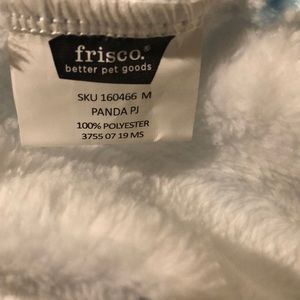 frisco.®
better pet goods
SKU 160466 M
PANDA PJ
100% POLYESTER
3755 07 19 MS